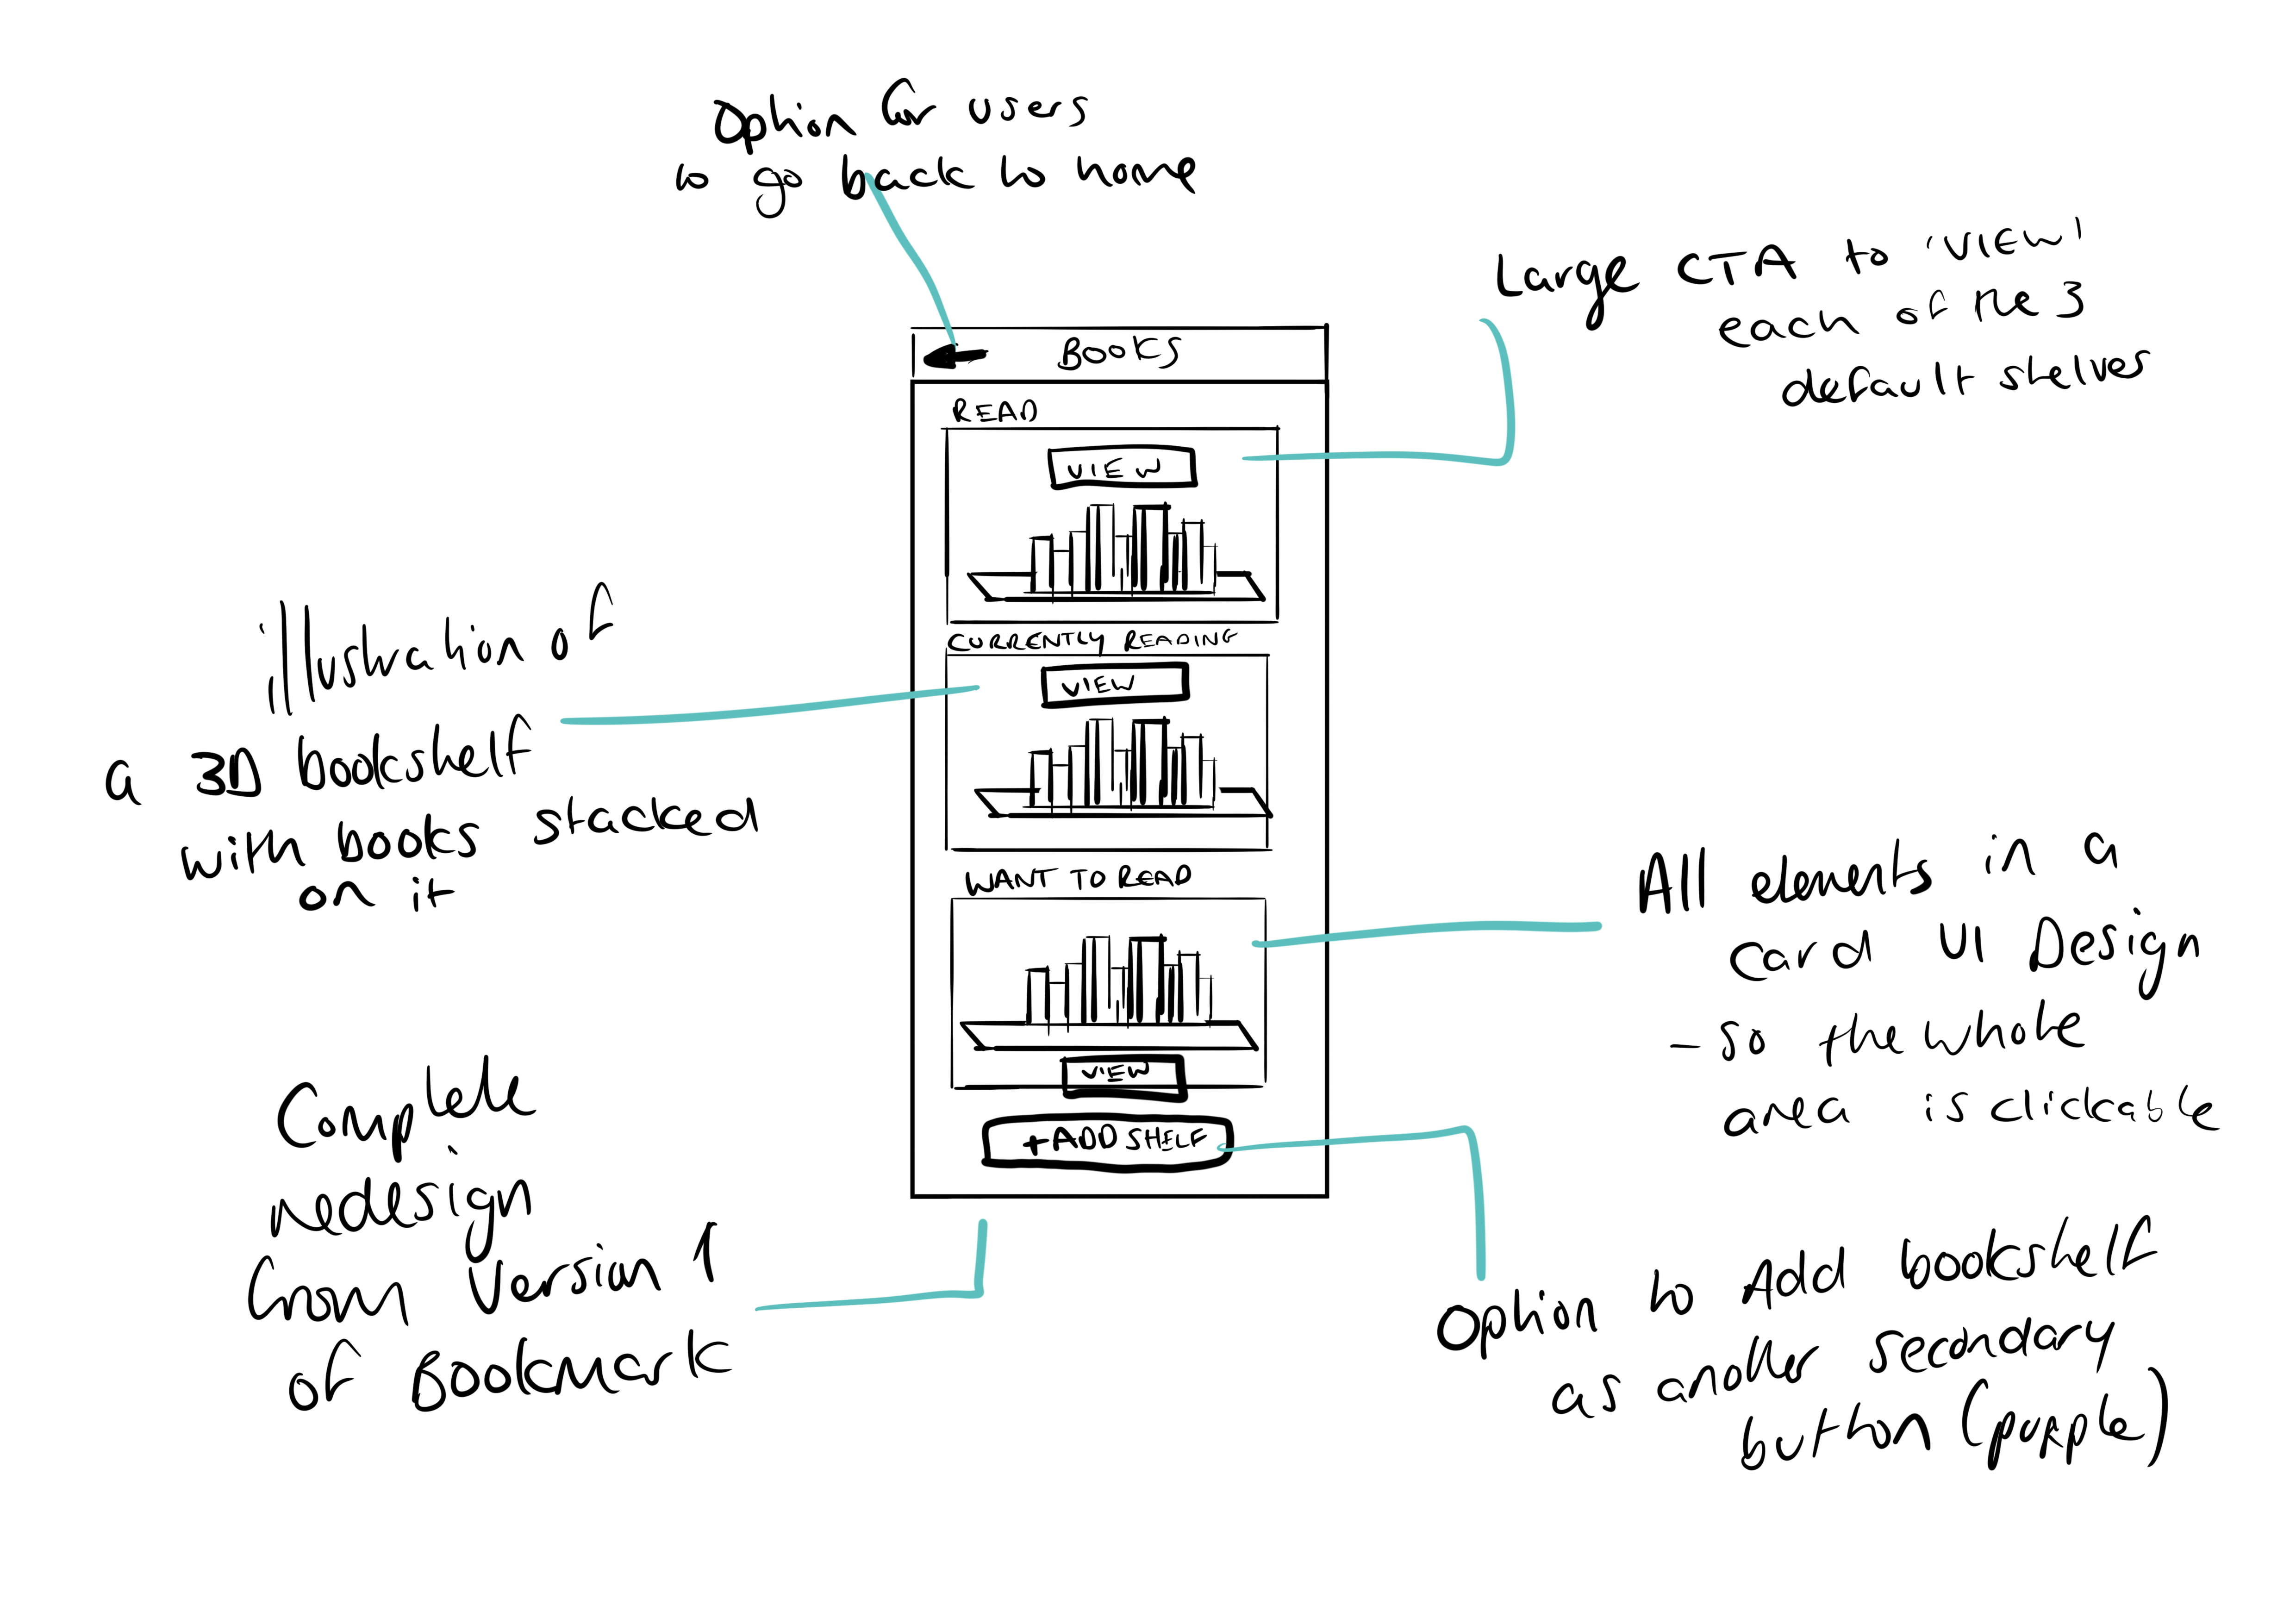 Option for users
to go back to home
Large CTA to 'VIEW'
each of the 3
default shelves
BOOKS
READ
VIEW
CURRENTLY READING
VIEW
WANT TO READ
VIEW
+ADD SHELF
illustration of
a 3D bookshelf
with books stacked
on it
All elements in a
card UI Design
- so the whole
area is clickable
Complete
redesign
from Version 1
of Bookmark
Option to Add bookshelf
as another secondary
button (purple)